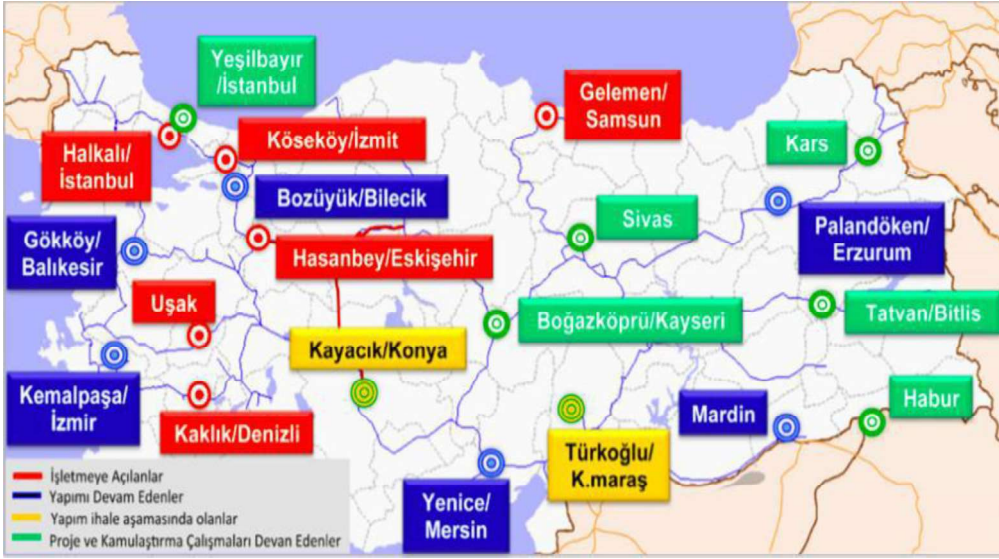 Yeşilbayır
/İstanbul
Gelemen/
Samsun
Halkalı/
İstanbul
Köseköy/İzmit
Kars
Bozüyük/Bilecik
Sivas
Palandöken/
Erzurum
Gökköy/
Balıkesir
Hasanbey/Eskişehir
Uşak
Boğazköprü/Kayseri
Tatvan/Bitlis
Kayacık/Konya
Kemalpaşa/
İzmir
Kaklık/Denizli
Mardin
Habur
Türkoğlu/
K.maraş
Yenice/
Mersin
İşletmeye Açılanlar
Yapımı Devam Edenler
Yapım ihale aşamasında olanlar
Proje ve Kamulaştırma Çalışmaları Devam Edenler